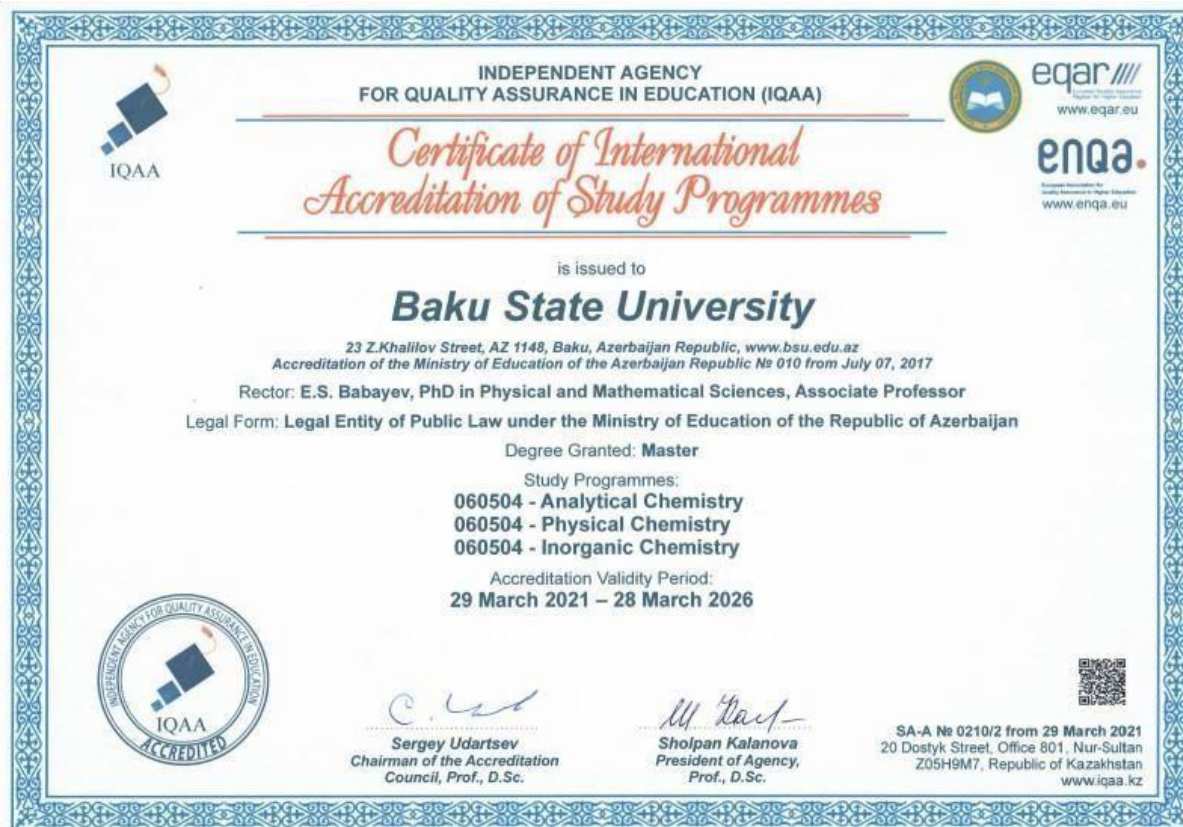 IQAA
INDEPENDENT AGENCY
FOR QUALITY ASSURANCE IN EDUCATION (IQAA)
Certificate of International
Accreditation of Study Programmes
eqar////
www.eqar.eu
enqa.
European Association for
Quality Assurance in Higher Education
www.enqa.eu
is issued to
Baku State University
23 Z.Khalilov Street, AZ 1148, Baku, Azerbaijan Republic, www.bsu.edu.az
Accreditation of the Ministry of Education of the Azerbaijan Republic № 010 from July 07, 2017
Rector: E.S. Babayev, PhD in Physical and Mathematical Sciences, Associate Professor
Legal Form: Legal Entity of Public Law under the Ministry of Education of the Republic of Azerbaijan
Degree Granted: Master
Study Programmes:
060504 - Analytical Chemistry
060504 - Physical Chemistry
060504 - Inorganic Chemistry
Accreditation Validity Period:
29 March 2021 – 28 March 2026
INDEPENDENT AGENCY FOR QUALITY ASSURANCE IN EDUCATION
IQAA
ACCREDITED
Sergey Udartsev
Chairman of the Accreditation
Council, Prof., D.Sc.
Sholpan Kalanova
President of Agency,
Prof., D.Sc.
SA-A № 0210/2 from 29 March 2021
20 Dostyk Street, Office 801, Nur-Sultan
Z05H9M7, Republic of Kazakhstan
www.iqaa.kz